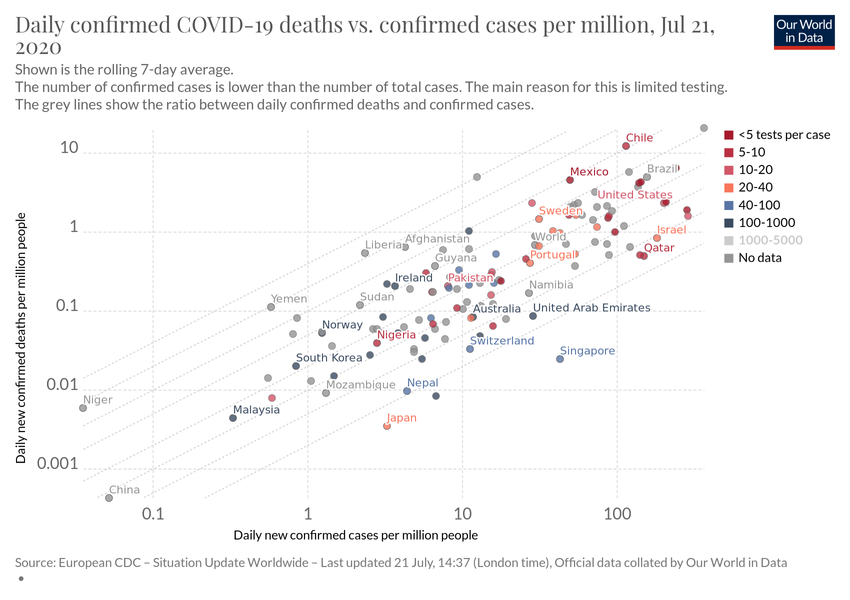 Daily confirmed COVID-19 deaths vs. confirmed cases per million, Jul 21,
2020
Our World
in Data
Shown is the rolling 7-day average.
The number of confirmed cases is lower than the number of total cases. The main reason for this is limited testing.
The grey lines show the ratio between daily confirmed deaths and confirmed cases.
Daily new confirmed deaths per million people
10
1
0.1
0.01
0.001
Chile
Mexico
Brazil
United States
Sweden
Israel
World
Liberia
Afghanistan
Qatar
Portugal
Guyana
Ireland
Pakistan
Namibia
Yemen
Sudan
Australia
United Arab Emirates
Norway
Nigeria
Switzerland
Singapore
South Korea
Mozambique
Nepal
Niger
Malaysia
Japan
China
<5 tests per case
5-10
10-20
20-40
40-100
100-1000
1000-5000
No data
0.1
1
10
100
Daily new confirmed cases per million people
Source: European CDC – Situation Update Worldwide – Last updated 21 July, 14:37 (London time), Official data collated by Our World in Data